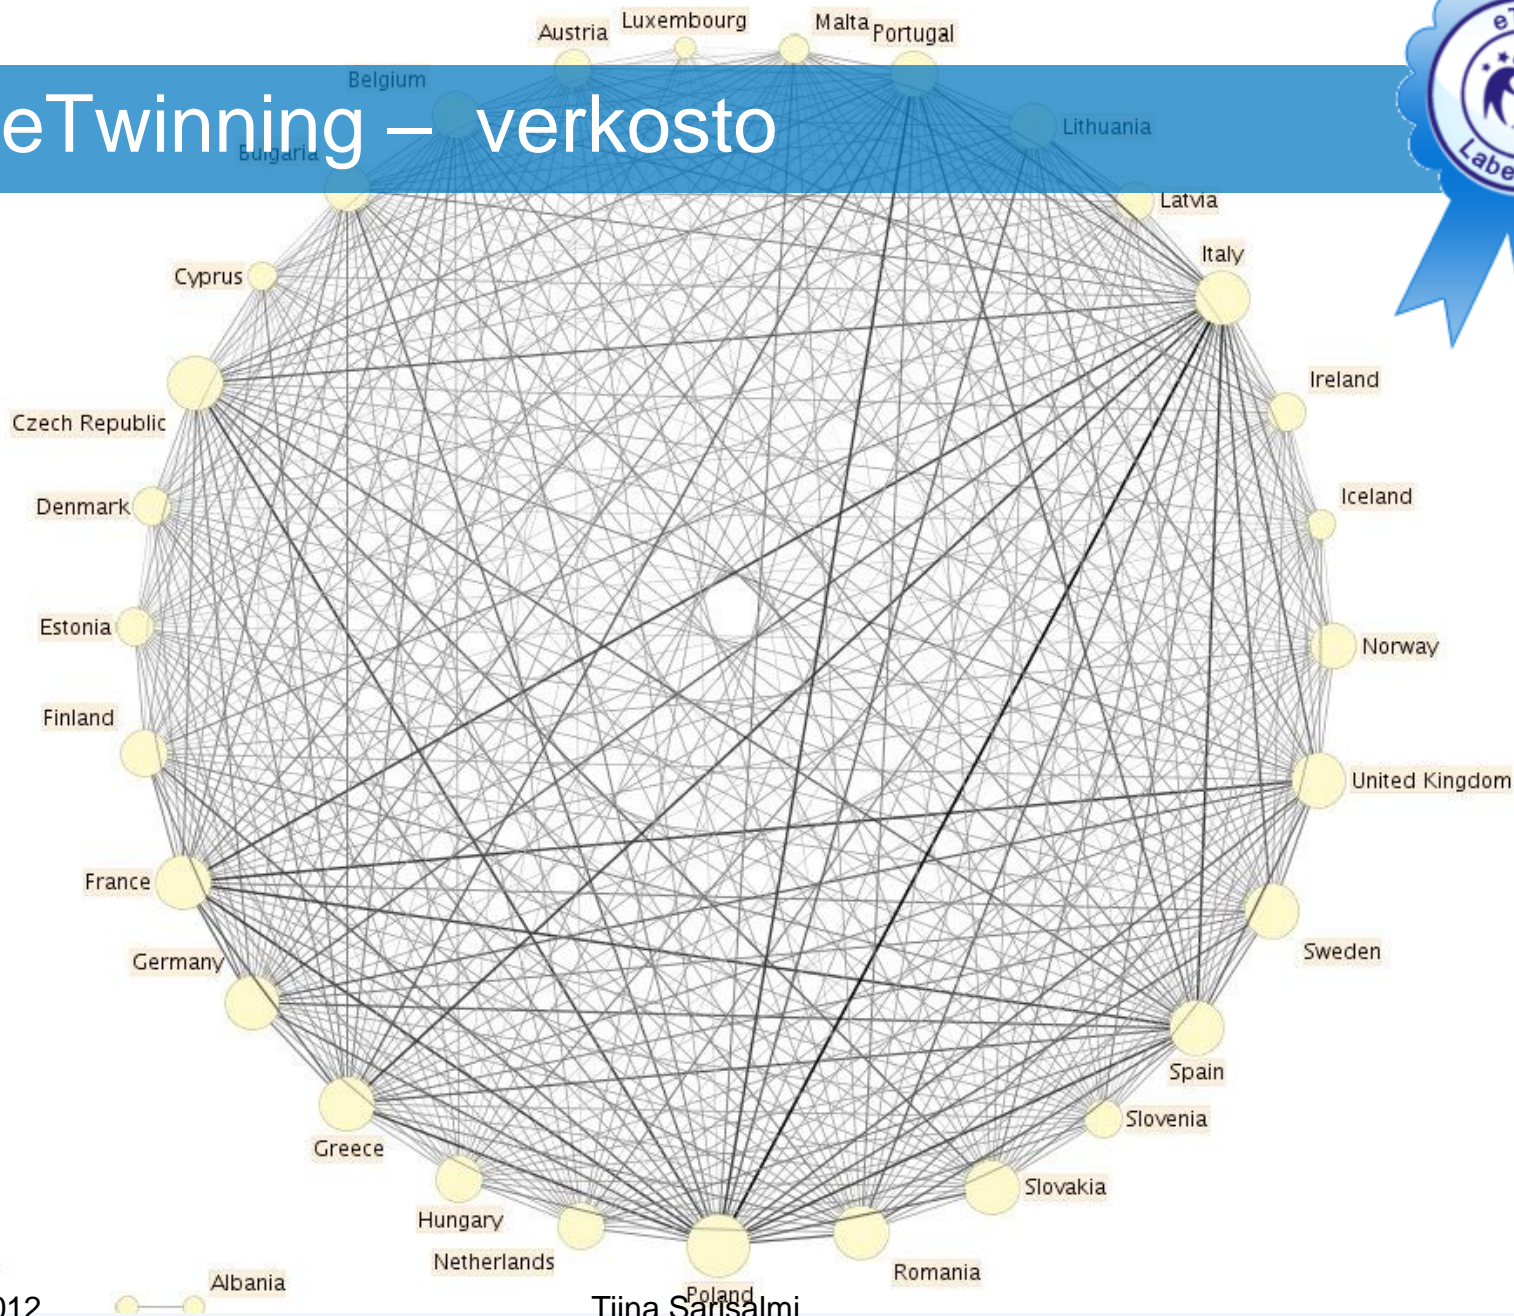 Luxembourg
Malta
Austria
Portugal
Belgium
eTwinning – verkosto
Lithuania
Bulgaria
Latvia
Italy
Cyprus
Ireland
Czech Republic
Iceland
Denmark
Estonia
Norway
Finland
United Kingdom
France
Sweden
Germany
Spain
Slovenia
Greece
Slovakia
Hungary
Netherlands
Romania
Albania
Poland
Tiina Sarisalmi